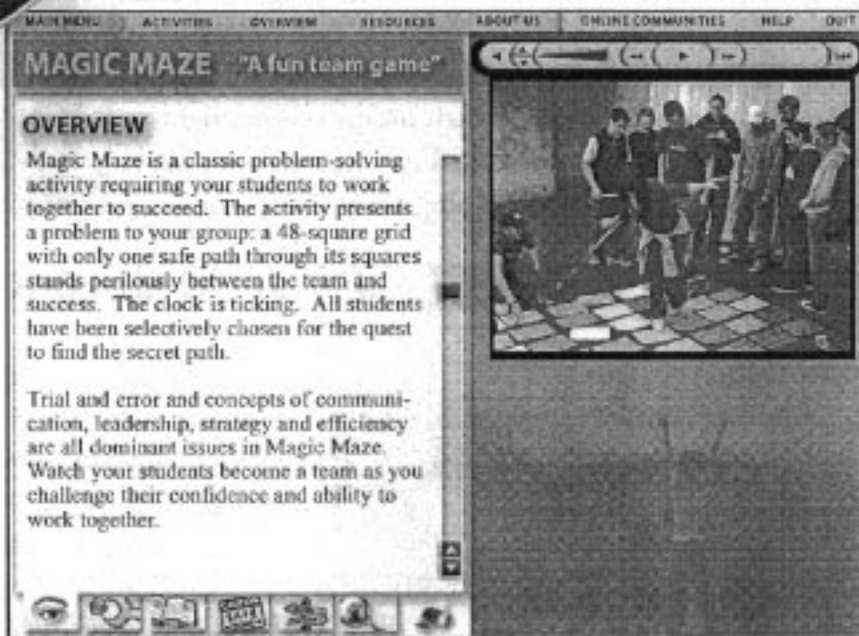 MAIN MENU ACTIVITIES OVERVIEW RESOURCES ABOUT US ONLINE COMMUNITIES HELP QUIT
MAGIC MAZE "A fun team game"
OVERVIEW
Magic Maze is a classic problem-solving
activity requiring your students to work
together to succeed. The activity presents
a problem to your group: a 48-square grid
with only one safe path through its squares
stands perilously between the team and
success. The clock is ticking. All students
have been selectively chosen for the quest
to find the secret path.
Trial and error and concepts of communi-
cation, leadership, strategy and efficiency
are all dominant issues in Magic Maze.
Watch your students become a team as you
challenge their confidence and ability to
work together.